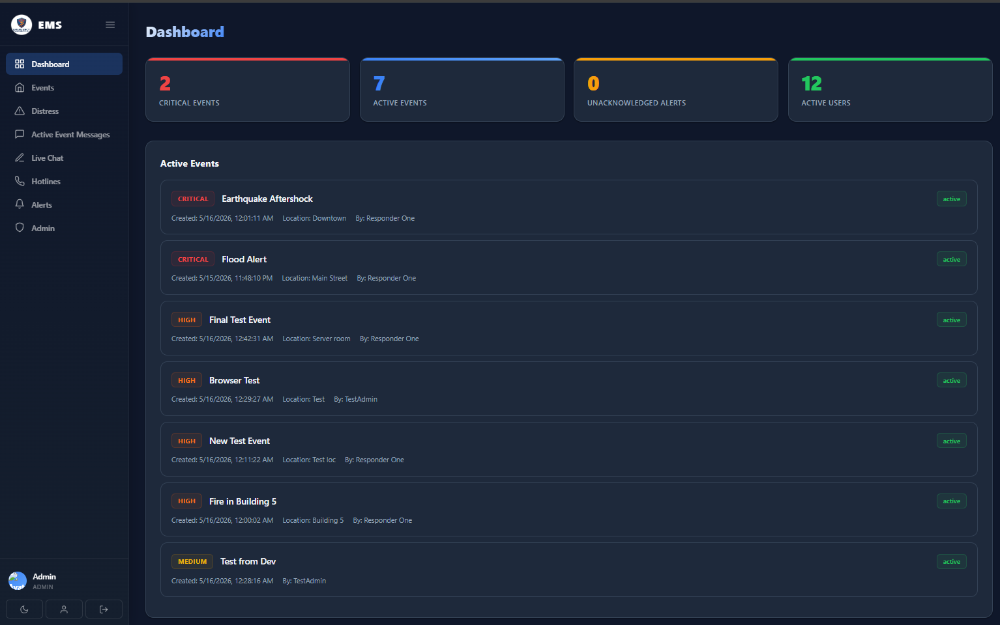 EMS
Dashboard
Events
Distress
Active Event Messages
Live Chat
Hotlines
Alerts
Admin
Admin
ADMIN
Dashboard
2
CRITICAL EVENTS
7
ACTIVE EVENTS
0
UNACKNOWLEDGED ALERTS
12
ACTIVE USERS
Active Events
CRITICAL Earthquake Aftershock active
Created: 5/16/2026, 12:01:11 AM Location: Downtown By: Responder One
CRITICAL Flood Alert active
Created: 5/15/2026, 11:48:10 PM Location: Main Street By: Responder One
HIGH Final Test Event active
Created: 5/16/2026, 12:42:31 AM Location: Server room By: Responder One
HIGH Browser Test active
Created: 5/16/2026, 12:29:27 AM Location: Test By: TestAdmin
HIGH New Test Event active
Created: 5/16/2026, 12:11:22 AM Location: Test loc By: Responder One
HIGH Fire in Building 5 active
Created: 5/16/2026, 12:00:02 AM Location: Building 5 By: Responder One
MEDIUM Test from Dev active
Created: 5/16/2026, 12:28:16 AM By: TestAdmin